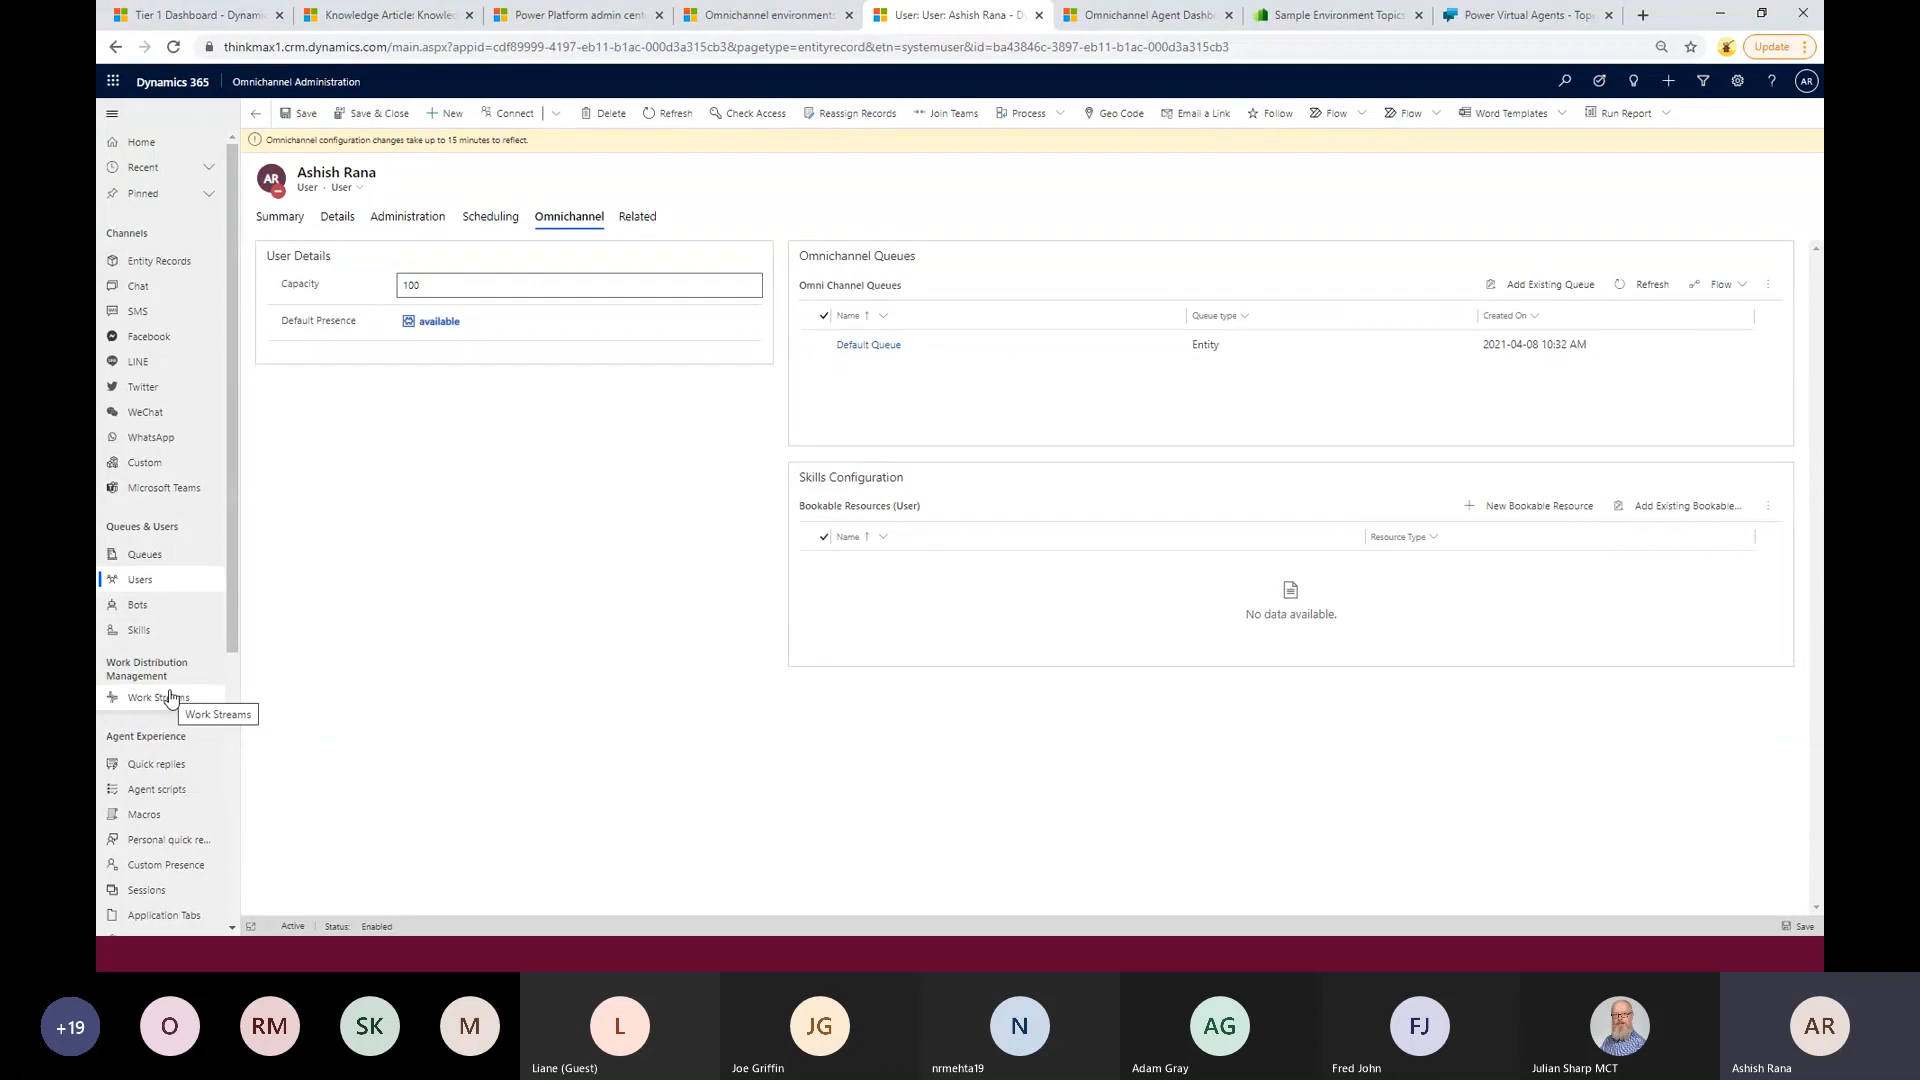 Tier 1 Dashboard - Dynamic
Knowledge Article: Knowled
Power Platform admin cent
Omnichannel environments
User: User: Ashish Rana - D
Omnichannel Agent Dashb
Sample Environment Topics
Power Virtual Agents - Top
thinkmax1.crm.dynamics.com/main.aspx?appid=cdf89999-4197-eb11-b1ac-000d3a315cb3&pagetype=entityrecord&etn=systemuser&id=ba43846c-3897-eb11-b1ac-000d3a315cb3
Update
Dynamics 365
Omnichannel Administration
AR
Save
Save & Close
New
Connect
Delete
Refresh
Check Access
Reassign Records
Join Teams
Process
Geo Code
Email a Link
Follow
Flow
Flow
Word Templates
Run Report
Omnichannel configuration changes take up to 15 minutes to reflect.
Home
Recent
Pinned
Channels
Entity Records
Chat
SMS
Facebook
LINE
Twitter
WeChat
WhatsApp
Custom
Microsoft Teams
Queues & Users
Queues
Users
Bots
Skills
Work Distribution
Management
Work Streams
Work Streams
Agent Experience
Quick replies
Agent scripts
Macros
Personal quick re...
Custom Presence
Sessions
Application Tabs
AR
Ashish Rana
User · User
Summary
Details
Administration
Scheduling
Omnichannel
Related
User Details
Capacity
100
Default Presence
available
Omnichannel Queues
Omni Channel Queues
Add Existing Queue
Refresh
Flow
Name
Queue type
Created On
Default Queue
Entity
2021-04-08 10:32 AM
Skills Configuration
Bookable Resources (User)
New Bookable Resource
Add Existing Bookable...
Name
Resource Type
No data available.
Active
Status:
Enabled
Save
+19
O
RM
SK
M
L
Liane (Guest)
JG
Joe Griffin
N
nrmehta19
AG
Adam Gray
FJ
Fred John
Julian Sharp MCT
AR
Ashish Rana